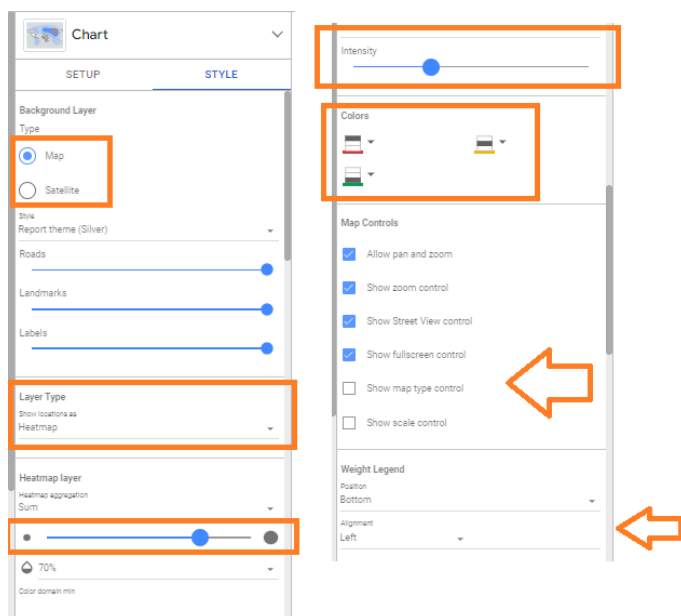 Chart
SETUP STYLE
Background Layer
Type
Map
Satellite
Style
Report theme (Silver)
Roads
Landmarks
Labels
Layer Type
Show locations as
Heatmap
Heatmap layer
Heatmap aggregation
Sum
70%
Color domain min
Intensity
Colors
Map Controls
Allow pan and zoom
Show zoom control
Show Street View control
Show fullscreen control
Show map type control
Show scale control
Weight Legend
Position
Bottom
Alignment
Left